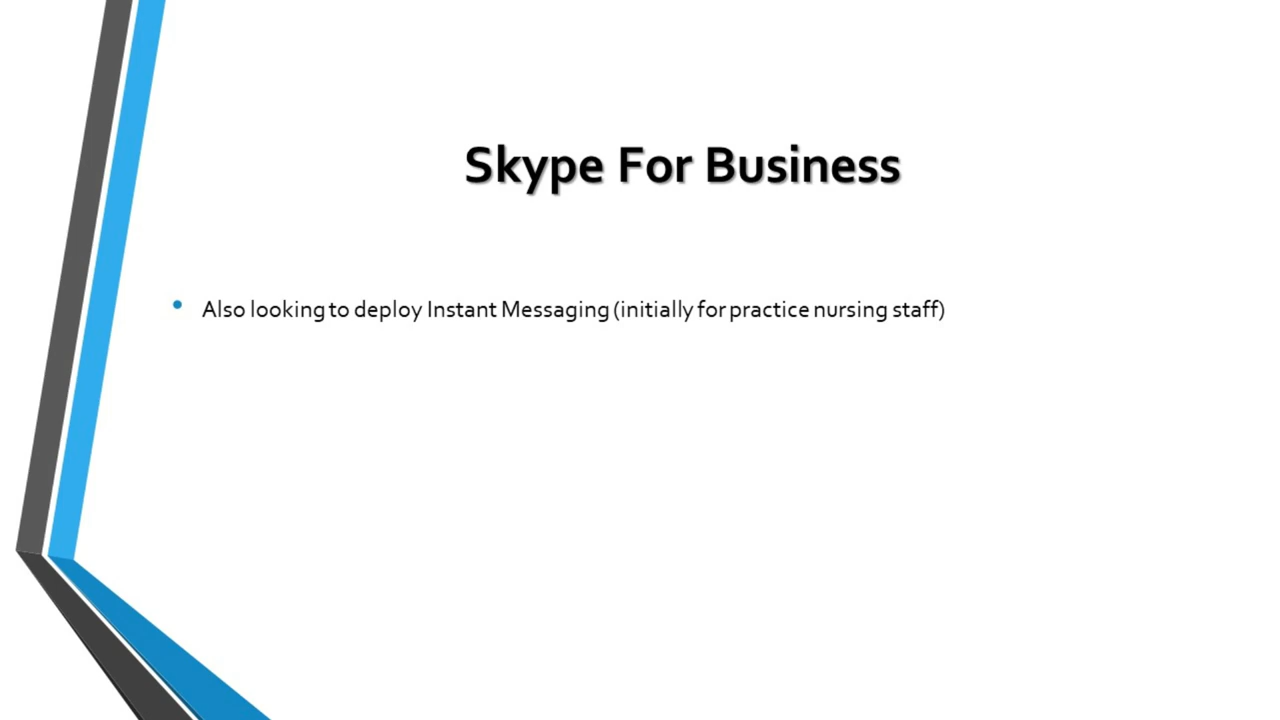 Skype For Business
• Also looking to deploy Instant Messaging (initially for practice nursing staff)